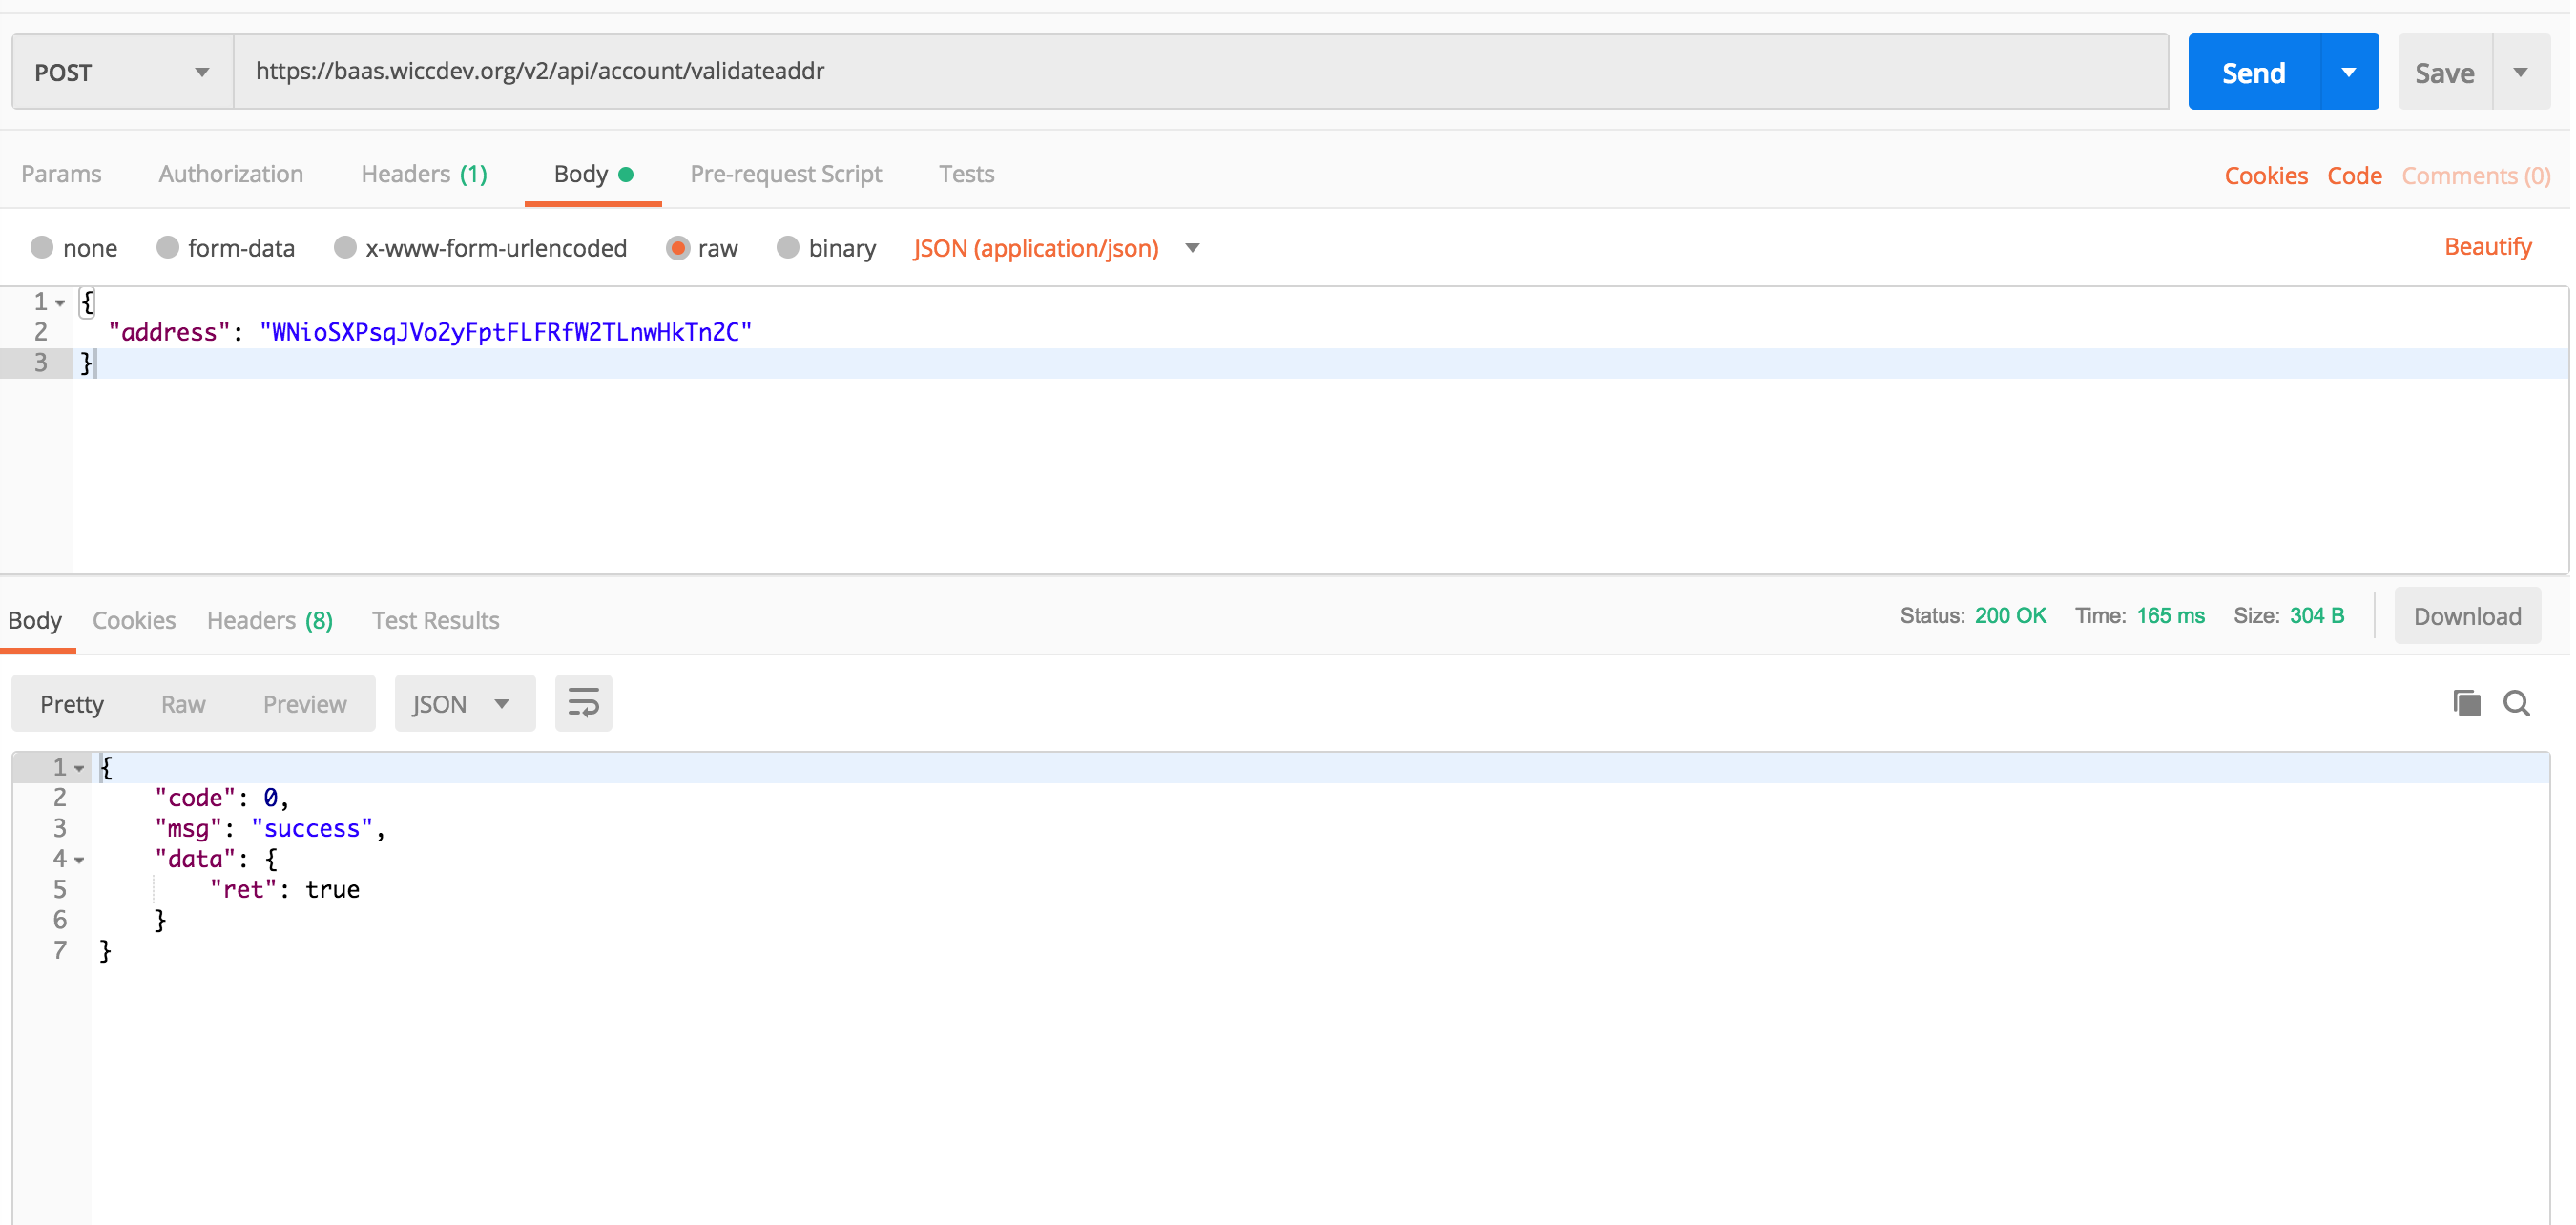 POST https://baas.wiccdev.org/v2/api/account/validateaddr Send Save
Params Authorization Headers (1) Body Pre-request Script Tests Cookies Code Comments (0)
none form-data x-www-form-urlencoded raw binary JSON (application/json) Beautify
1 {
2 "address": "WNioSXPsqJVo2yFptFLFRfW2TLnwHkTn2C"
3 }
Body Cookies Headers (8) Test Results Status: 200 OK Time: 165 ms Size: 304 B Download
Pretty Raw Preview JSON
1 {
2 "code": 0,
3 "msg": "success",
4 "data": {
5 "ret": true
6 }
7 }